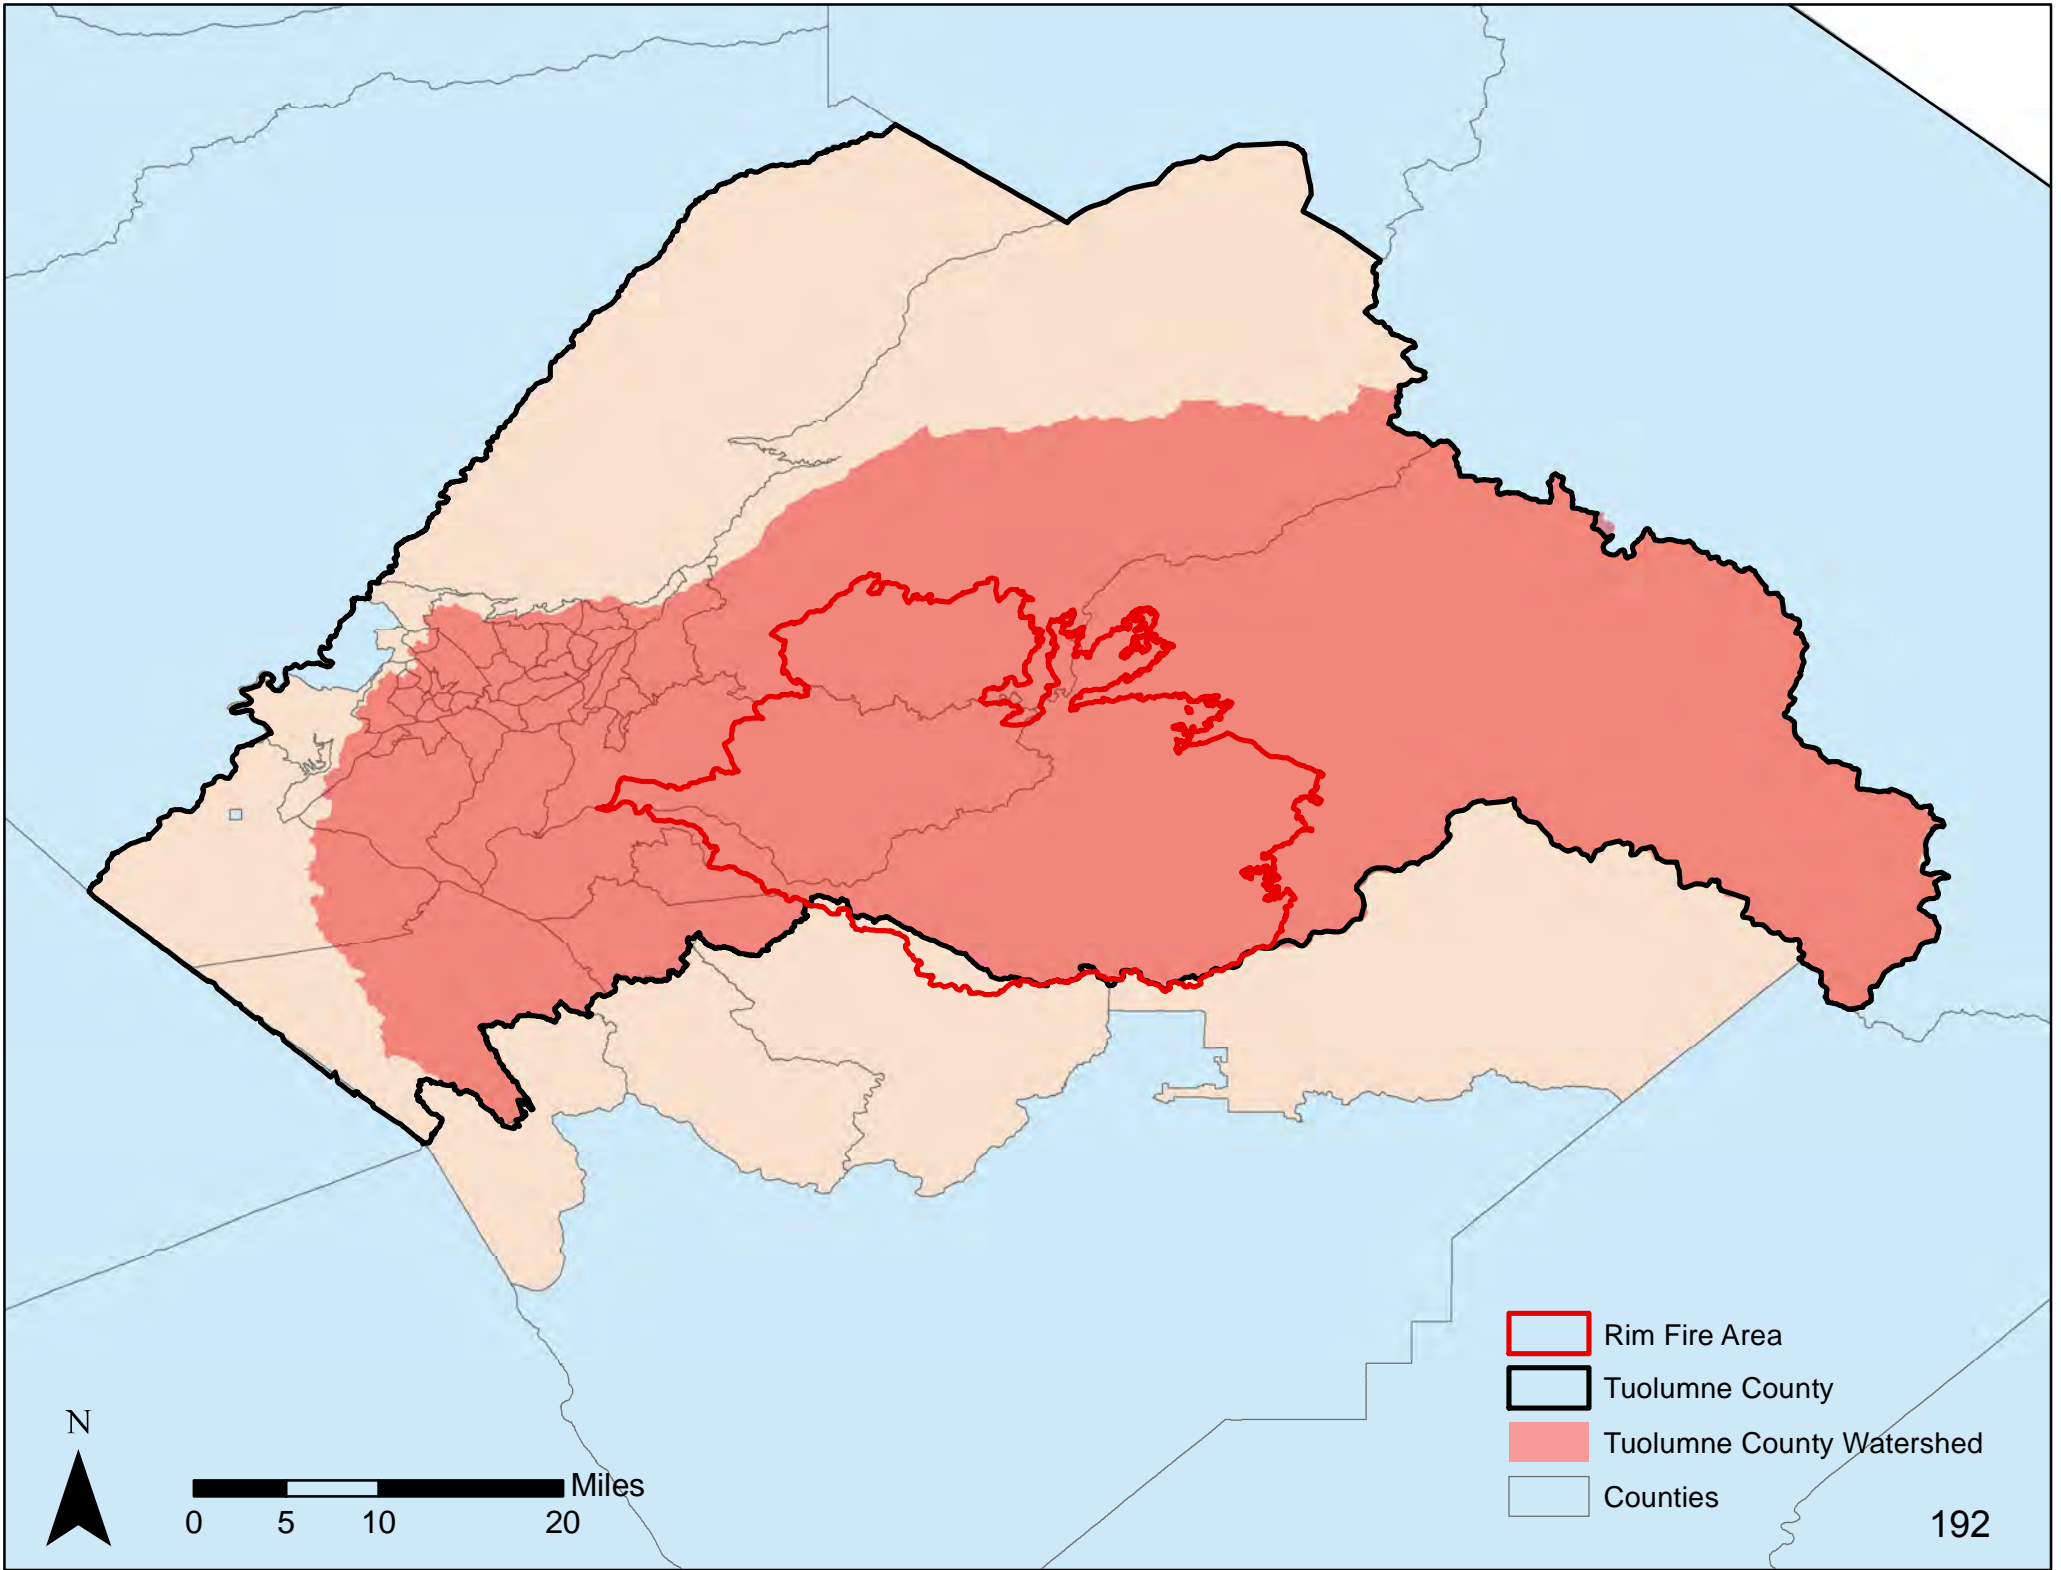 Rim Fire Area
Tuolumne County
Tuolumne County Watershed
Counties
N
Miles
0 5 10 20
192